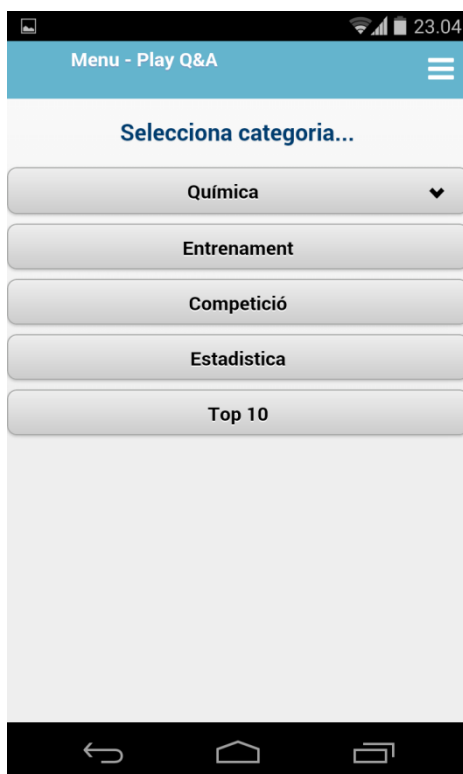 23.04
Menu - Play Q&A
Selecciona categoria...
Química
Entrenament
Competició
Estadistica
Top 10